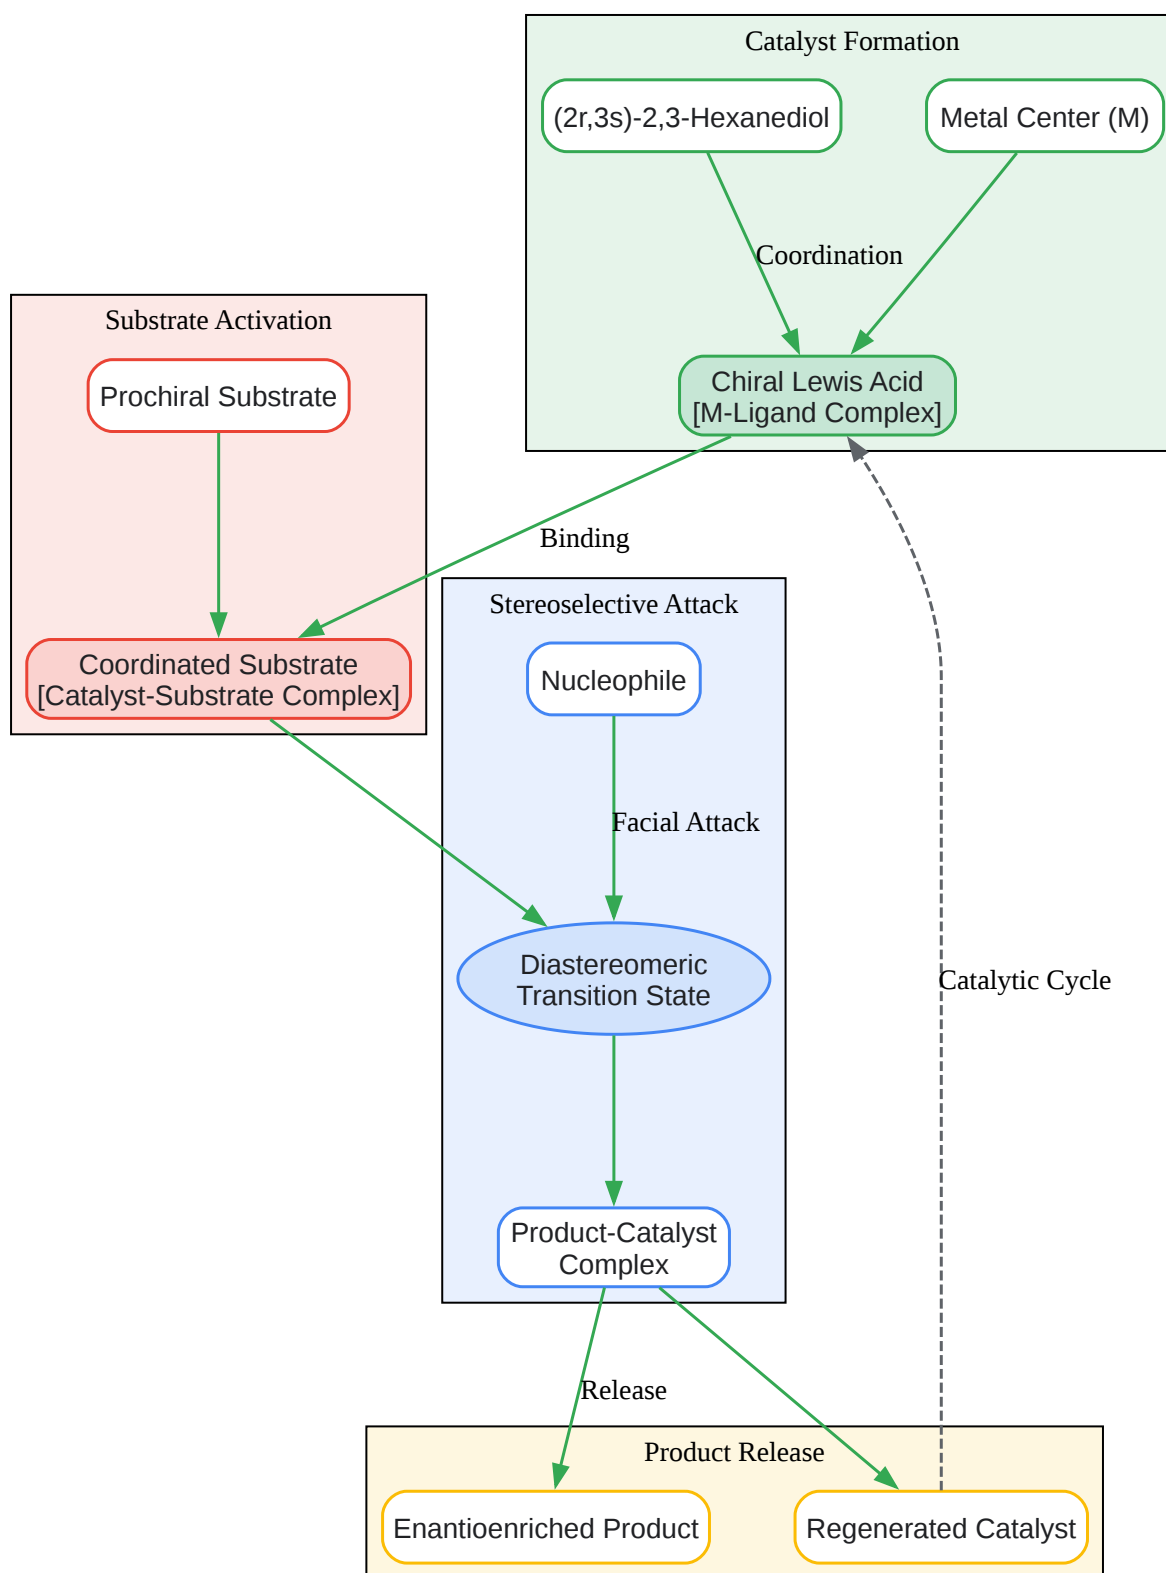 Catalyst Formation
(2r,3s)-2,3-Hexanediol
Metal Center (M)
Coordination
Substrate Activation
Prochiral Substrate
Chiral Lewis Acid
[M-Ligand Complex]
Binding
Stereoselective Attack
Coordinated Substrate
[Catalyst-Substrate Complex]
Nucleophile
Facial Attack
Diastereomeric
Transition State
Catalytic Cycle
Product-Catalyst
Complex
Release
Product Release
Enantioenriched Product
Regenerated Catalyst